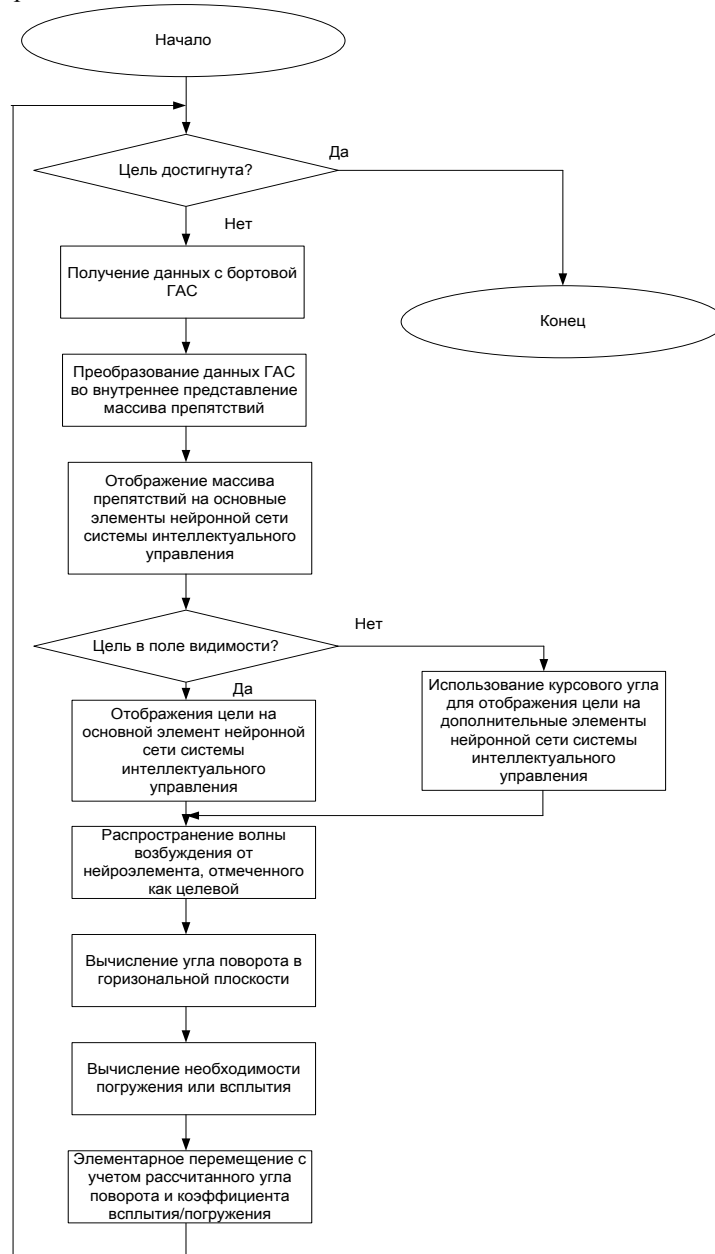 Начало
Да
Цель достигнута?
Нет
Получение данных с бортовой
ГАС
Конец
Преобразование данных ГАС
во внутреннее представление
массива препятствий
Отображение массива
препятствий на основные
элементы нейронной сети
системы интеллектуального
управления
Нет
Цель в поле видимости?
Да
Отображения цели на
основной элемент нейронной
сети системы
интеллектуального
управления
Использование курсового угла
для отображения цели на
дополнительные элементы
нейронной сети системы
интеллектуального
управления
Распространение волны
возбуждения от
нейроэлемента, отмеченного
как целевой
Вычисление угла поворота в
горизональной плоскости
Вычисление необходимости
погружения или всплытия
Элементарное перемещение с
учетом рассчитанного угла
поворота и коэффициента
всплытия/погружения